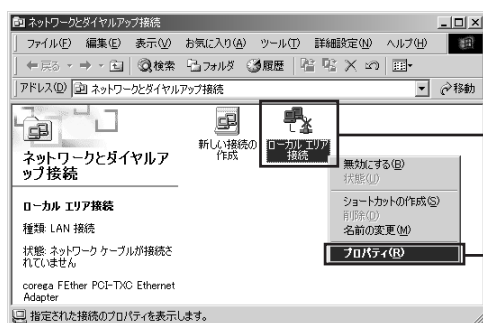 ネットワークとダイヤルアップ接続
ファイル(F) 編集(E) 表示(V) お気に入り(A) ツール(T) 詳細設定(N) ヘルプ(H)
戻る 検索 フォルダ 履歴
アドレス(D) ネットワークとダイヤルアップ接続 移動
ネットワークとダイヤルア
ップ接続
ローカル エリア接続
種類: LAN 接続
状態: ネットワーク ケーブルが接続さ
れていません
corega FEther PCI-TXC Ethernet
Adapter
新しい接続の
作成
ローカル エリア
接続
無効にする(B)
状態(U)
ショートカットの作成(S)
削除(D)
名前の変更(M)
プロパティ(R)
指定された接続のプロパティを表示します。